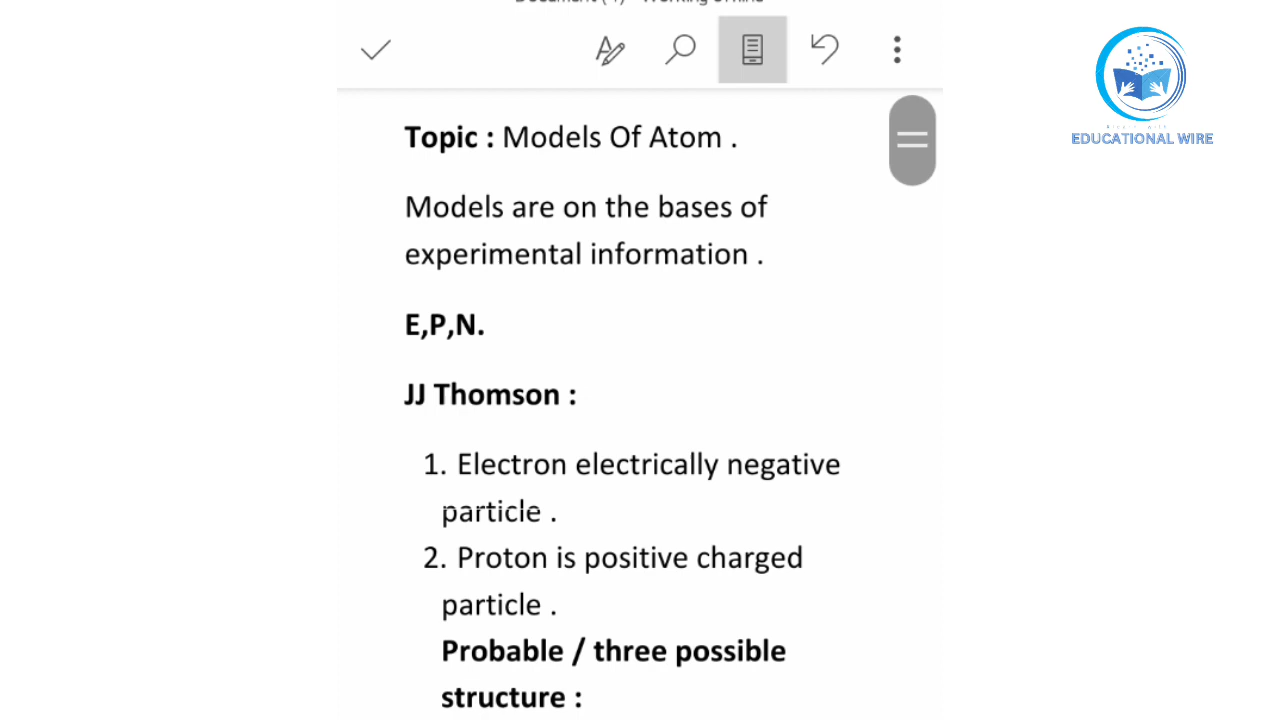 Topic : Models Of Atom .
Models are on the bases of
experimental information .
E,P,N.
JJ Thomson :
1. Electron electrically negative
particle .
2. Proton is positive charged
particle .
Probable / three possible
structure :
EDUCATIONAL WIRE